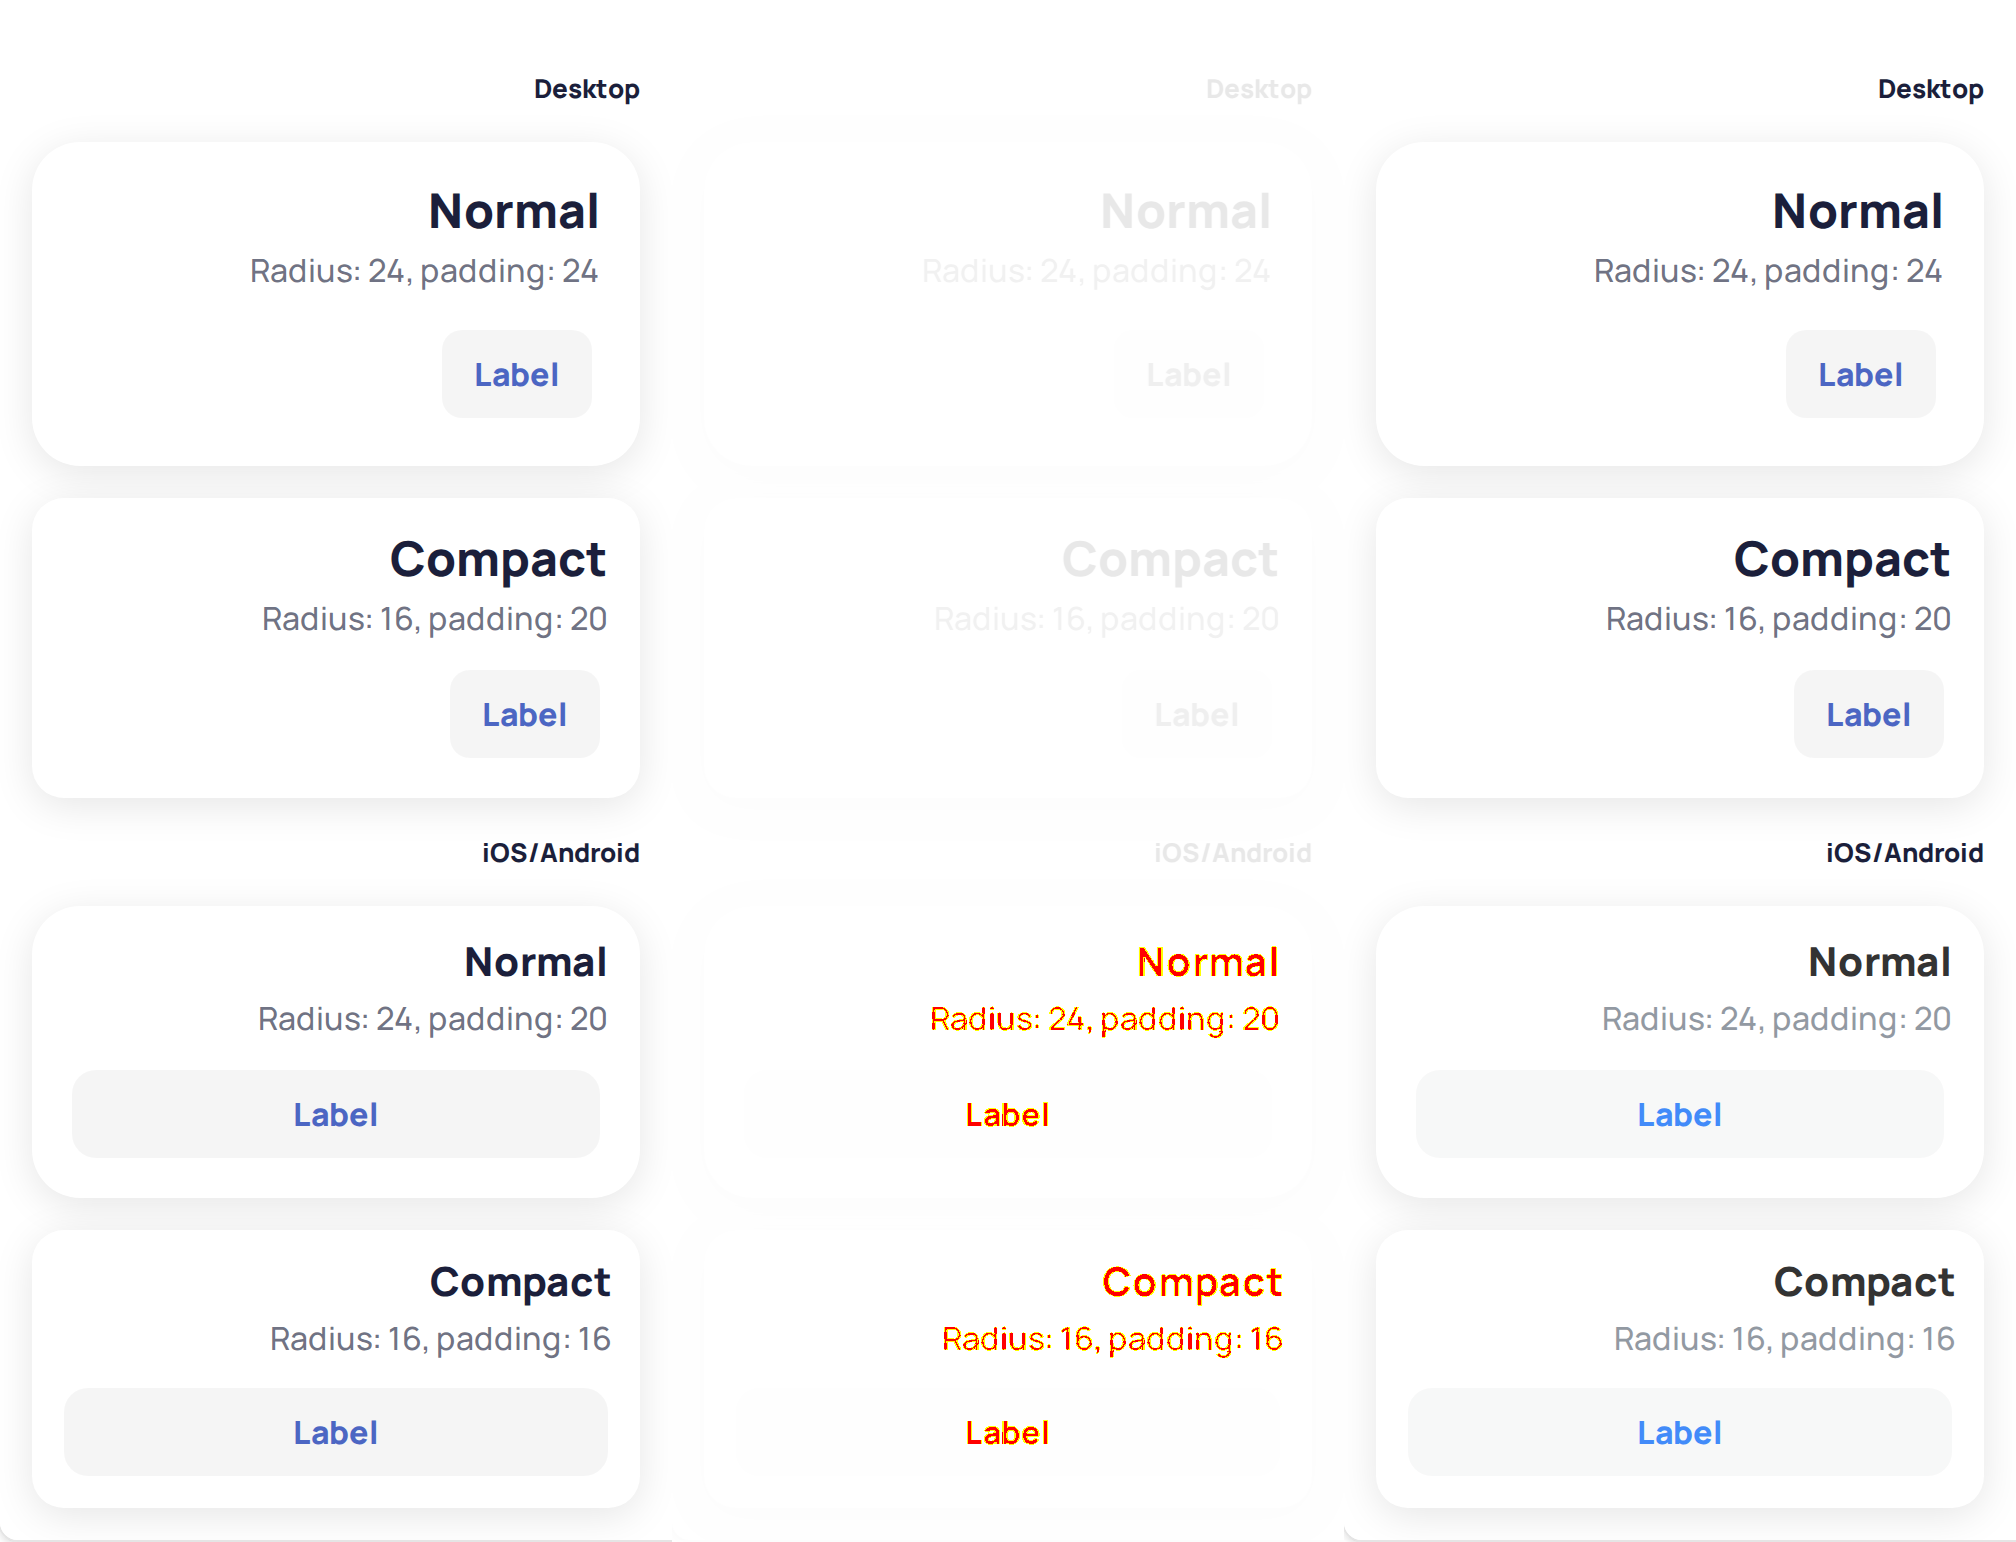 Desktop
Normal
Radius: 24, padding: 24
Label
Compact
Radius: 16, padding: 20
Label
iOS/Android
Normal
Radius: 24, padding: 20
Label
Compact
Radius: 16, padding: 16
Label
Desktop
Normal
Radius: 24, padding: 24
Label
Compact
Radius: 16, padding: 20
Label
iOS/Android
Normal
Radius: 24, padding: 20
Label
Compact
Radius: 16, padding: 16
Label
Desktop
Normal
Radius: 24, padding: 24
Label
Compact
Radius: 16, padding: 20
Label
iOS/Android
Normal
Radius: 24, padding: 20
Label
Compact
Radius: 16, padding: 16
Label